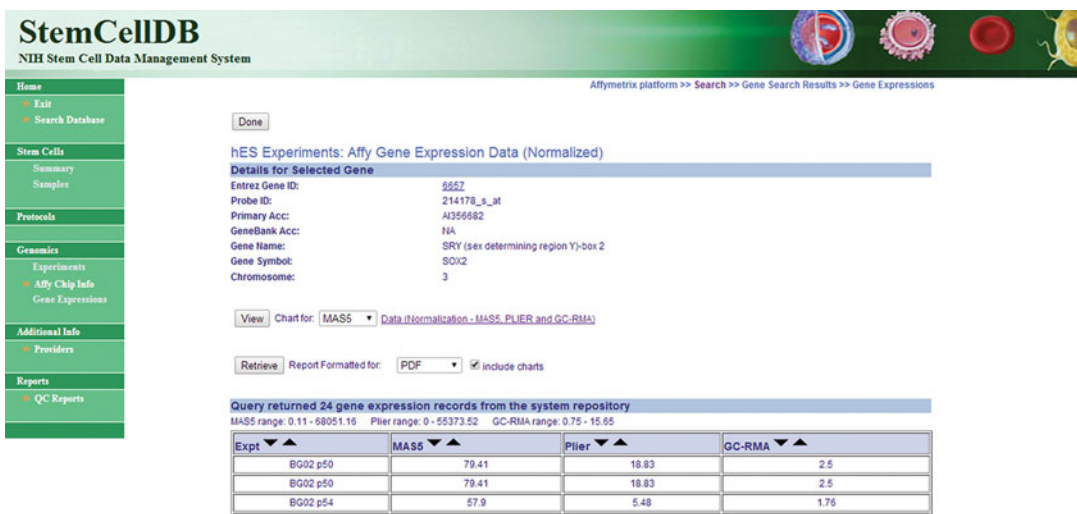 StemCellDB
NIH Stem Cell Data Management System
Home
Exit
Search Database
Stem Cells
Summary
Samples
Protocols
Genomics
Experiments
Affy Chip Info
Gene Expressions
Additional Info
Providers
Reports
QC Reports
Affymetrix platform >> Search >> Gene Search Results >> Gene Expressions
Done
hES Experiments: Affy Gene Expression Data (Normalized)
Details for Selected Gene
Entrez Gene ID: 6657
Probe ID: 214178_s_at
Primary Acc: AI356682
GeneBank Acc: NA
Gene Name: SRY (sex determining region Y)-box 2
Gene Symbol: SOX2
Chromosome: 3
View Chart for: MAS5 Data (Normalization - MAS5, PLIER and GC-RMA)
Retrieve Report Formatted for: PDF include charts
Query returned 24 gene expression records from the system repository
MAS5 range: 0.11 - 68051.16 Plier range: 0 - 55373.52 GC-RMA range: 0.75 - 15.65
Expt MAS5 Plier GC-RMA
BG02 p50 79.41 18.83 2.5
BG02 p50 79.41 18.83 2.5
BG02 p54 57.9 5.48 1.76